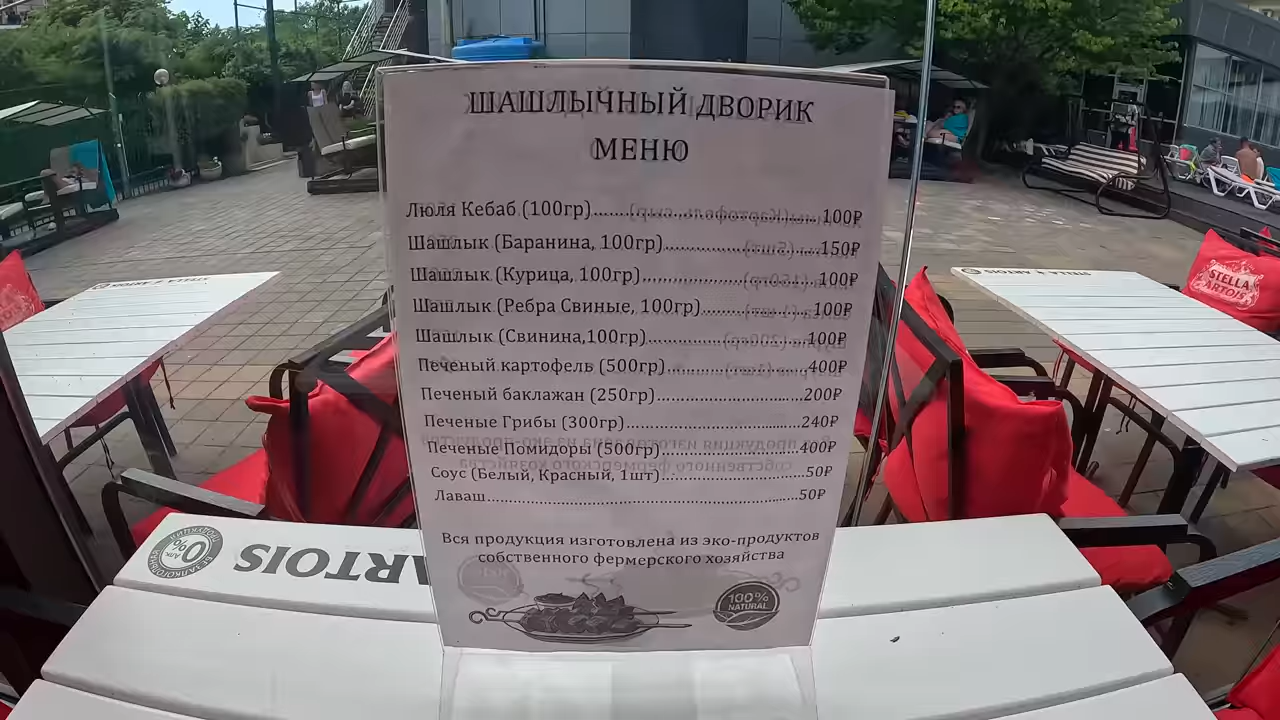 ШАШЛЫЧНЫЙ ДВОРИК
МЕНЮ
Люля Кебаб (100гр)........................................ 100₽
Шашлык (Баранина, 100гр)............................150₽
Шашлык (Курица, 100гр)................................100₽
Шашлык (Ребра Свиные, 100гр)....................100₽
Шашлык (Свинина,100гр)..............................100₽
Печеный картофель (500гр)..........................400₽
Печеный баклажан (250гр)............................200₽
Печеные Грибы (300гр).................................240₽
Печеные Помидоры (500гр)..........................400₽
Соус (Белый, Красный, 1шт)...........................50₽
Лаваш............................................................50₽
Вся продукция изготовлена из эко-продуктов
собственного фермерского хозяйства
100%
NATURAL
STELLA
ARTOIS
ARTOIS
0%